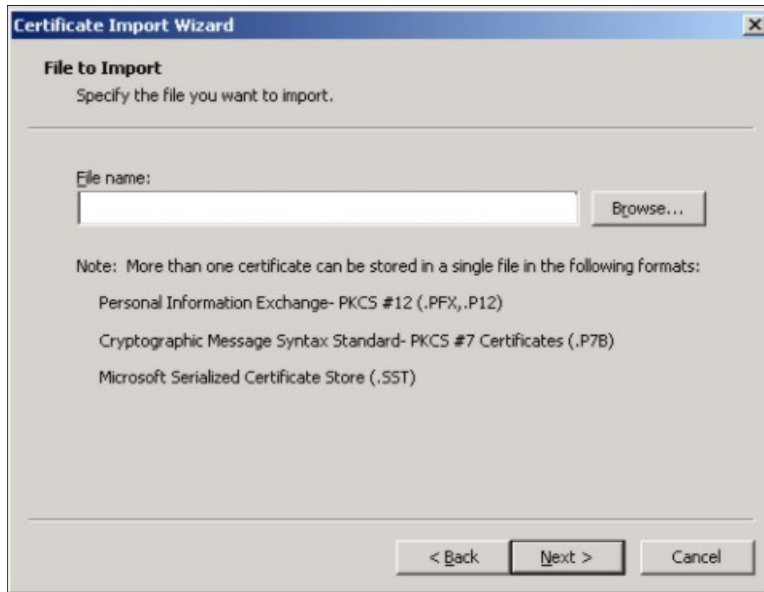 Certificate Import Wizard
File to Import
Specify the file you want to import.
File name:
Browse...
Note: More than one certificate can be stored in a single file in the following formats:
Personal Information Exchange- PKCS #12 (.PFX,.P12)
Cryptographic Message Syntax Standard- PKCS #7 Certificates (.P7B)
Microsoft Serialized Certificate Store (.SST)
< Back
Next >
Cancel